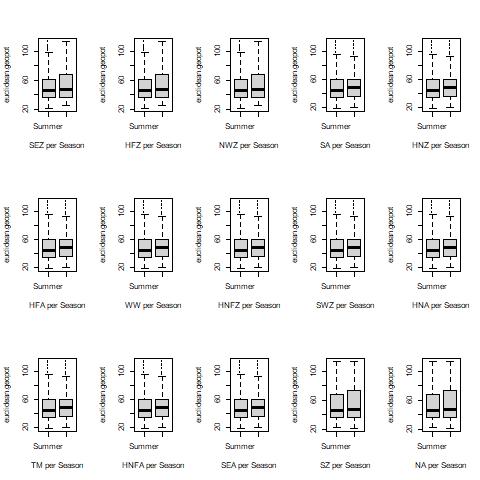 euclidean.geopot 20 60 100 Summer SEZ per Season
euclidean.geopot 20 60 100 Summer HFZ per Season
euclidean.geopot 20 60 100 Summer NWZ per Season
euclidean.geopot 20 60 100 Summer SA per Season
euclidean.geopot 20 60 100 Summer HNZ per Season
euclidean.geopot 20 60 100 Summer HFA per Season
euclidean.geopot 20 60 100 Summer WW per Season
euclidean.geopot 20 60 100 Summer HNFZ per Season
euclidean.geopot 20 60 100 Summer SWZ per Season
euclidean.geopot 20 60 100 Summer HNA per Season
euclidean.geopot 20 60 100 Summer TM per Season
euclidean.geopot 20 60 100 Summer HNFA per Season
euclidean.geopot 20 60 100 Summer SEA per Season
euclidean.geopot 20 60 100 Summer SZ per Season
euclidean.geopot 20 60 100 Summer NA per Season